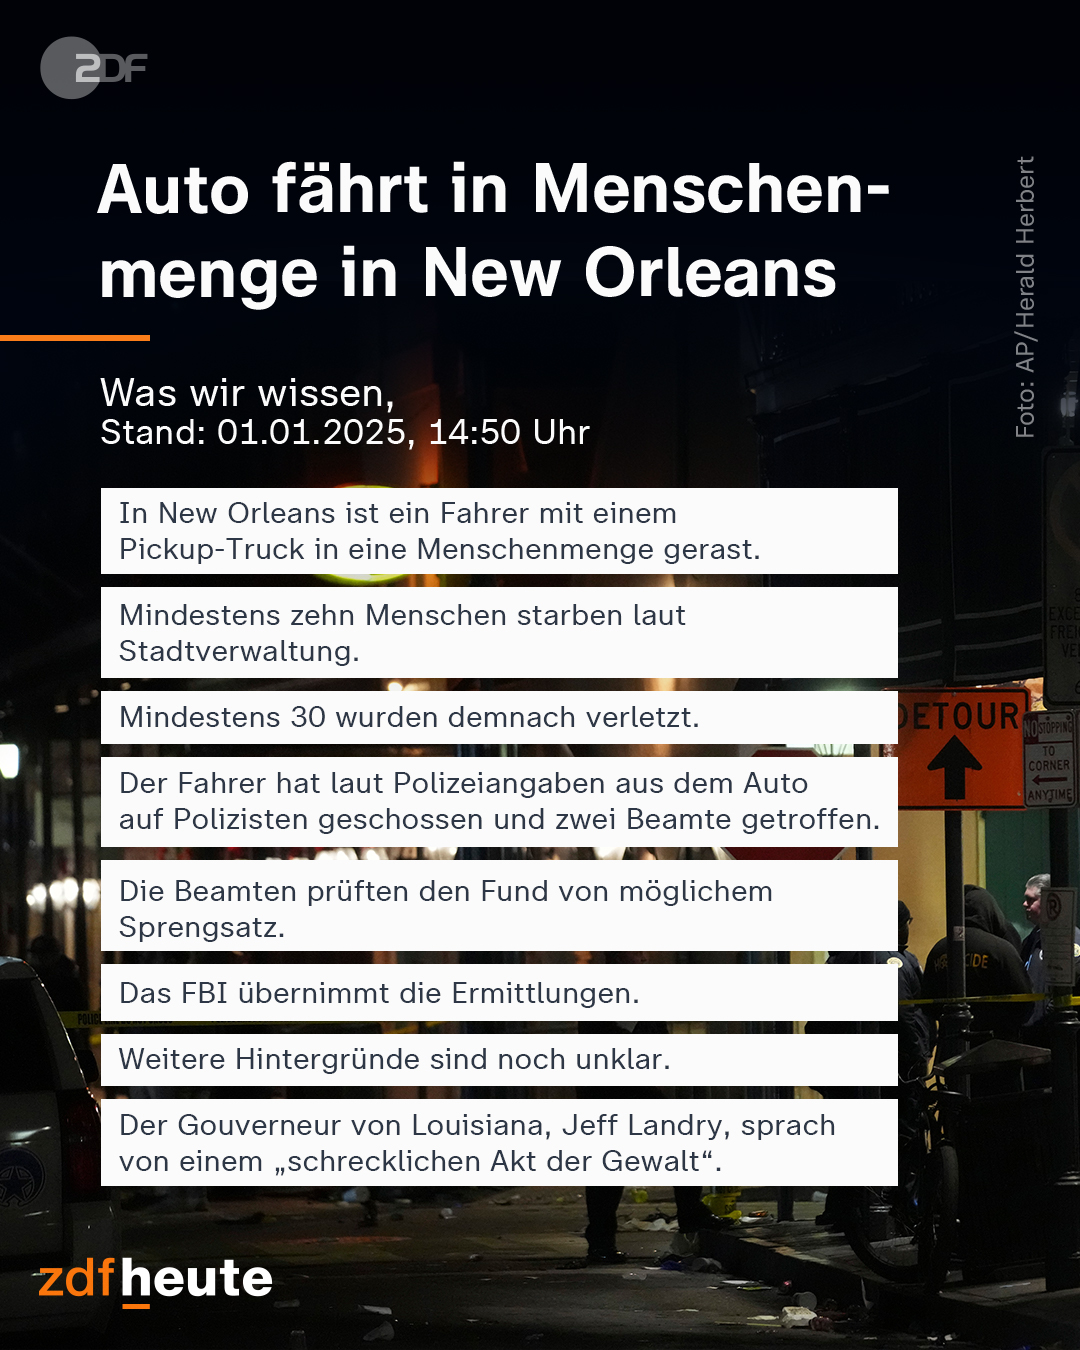 ZDF
Auto fährt in Menschen-
menge in New Orleans
Foto: AP/Herald Herbert
Was wir wissen,
Stand: 01.01.2025, 14:50 Uhr
In New Orleans ist ein Fahrer mit einem
Pickup-Truck in eine Menschenmenge gerast.
Mindestens zehn Menschen starben laut
Stadtverwaltung.
Mindestens 30 wurden demnach verletzt.
Der Fahrer hat laut Polizeiangaben aus dem Auto
auf Polizisten geschossen und zwei Beamte getroffen.
Die Beamten prüften den Fund von möglichem
Sprengsatz.
Das FBI übernimmt die Ermittlungen.
Weitere Hintergründe sind noch unklar.
Der Gouverneur von Louisiana, Jeff Landry, sprach
von einem „schrecklichen Akt der Gewalt“.
DETOUR
NO STOPPING
TO
CORNER
ANYTIME
zdfheute